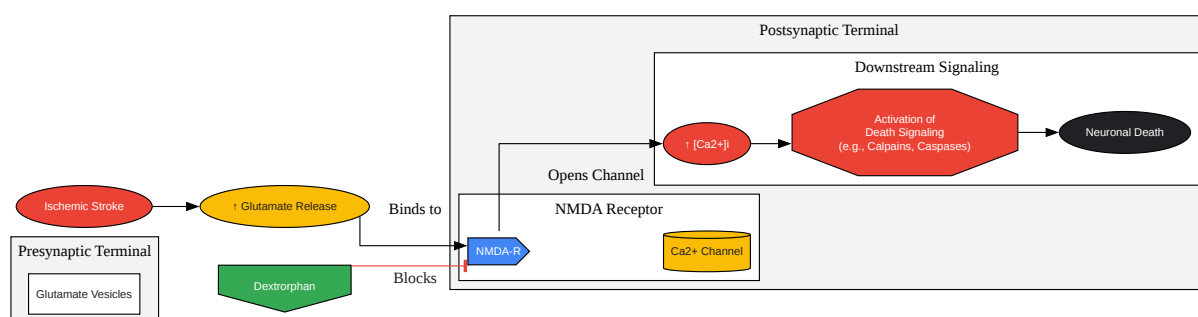 Postsynaptic Terminal
Downstream Signaling
Activation of
Death Signaling
(e.g., Calpains, Caspases)
↑ [Ca2+]i
Neuronal Death
Opens Channel
Ischemic Stroke
↑ Glutamate Release
Binds to
NMDA Receptor
NMDA-R
Ca2+ Channel
Presynaptic Terminal
Glutamate Vesicles
Dextrorphan
Blocks